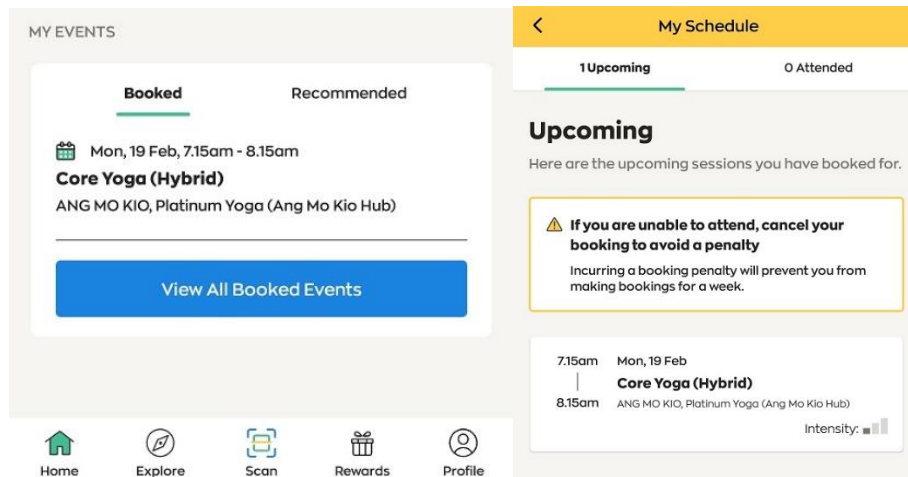 MY EVENTS
Booked
Recommended
Mon, 19 Feb, 7.15am - 8.15am
Core Yoga (Hybrid)
ANG MO KIO, Platinum Yoga (Ang Mo Kio Hub)
View All Booked Events
Home
Explore
Scan
Rewards
Profile
My Schedule
1 Upcoming
0 Attended
Upcoming
Here are the upcoming sessions you have booked for.
If you are unable to attend, cancel your
booking to avoid a penalty
Incurring a booking penalty will prevent you from
making bookings for a week.
7.15am
Mon, 19 Feb
Core Yoga (Hybrid)
8.15am
ANG MO KIO, Platinum Yoga (Ang Mo Kio Hub)
Intensity: